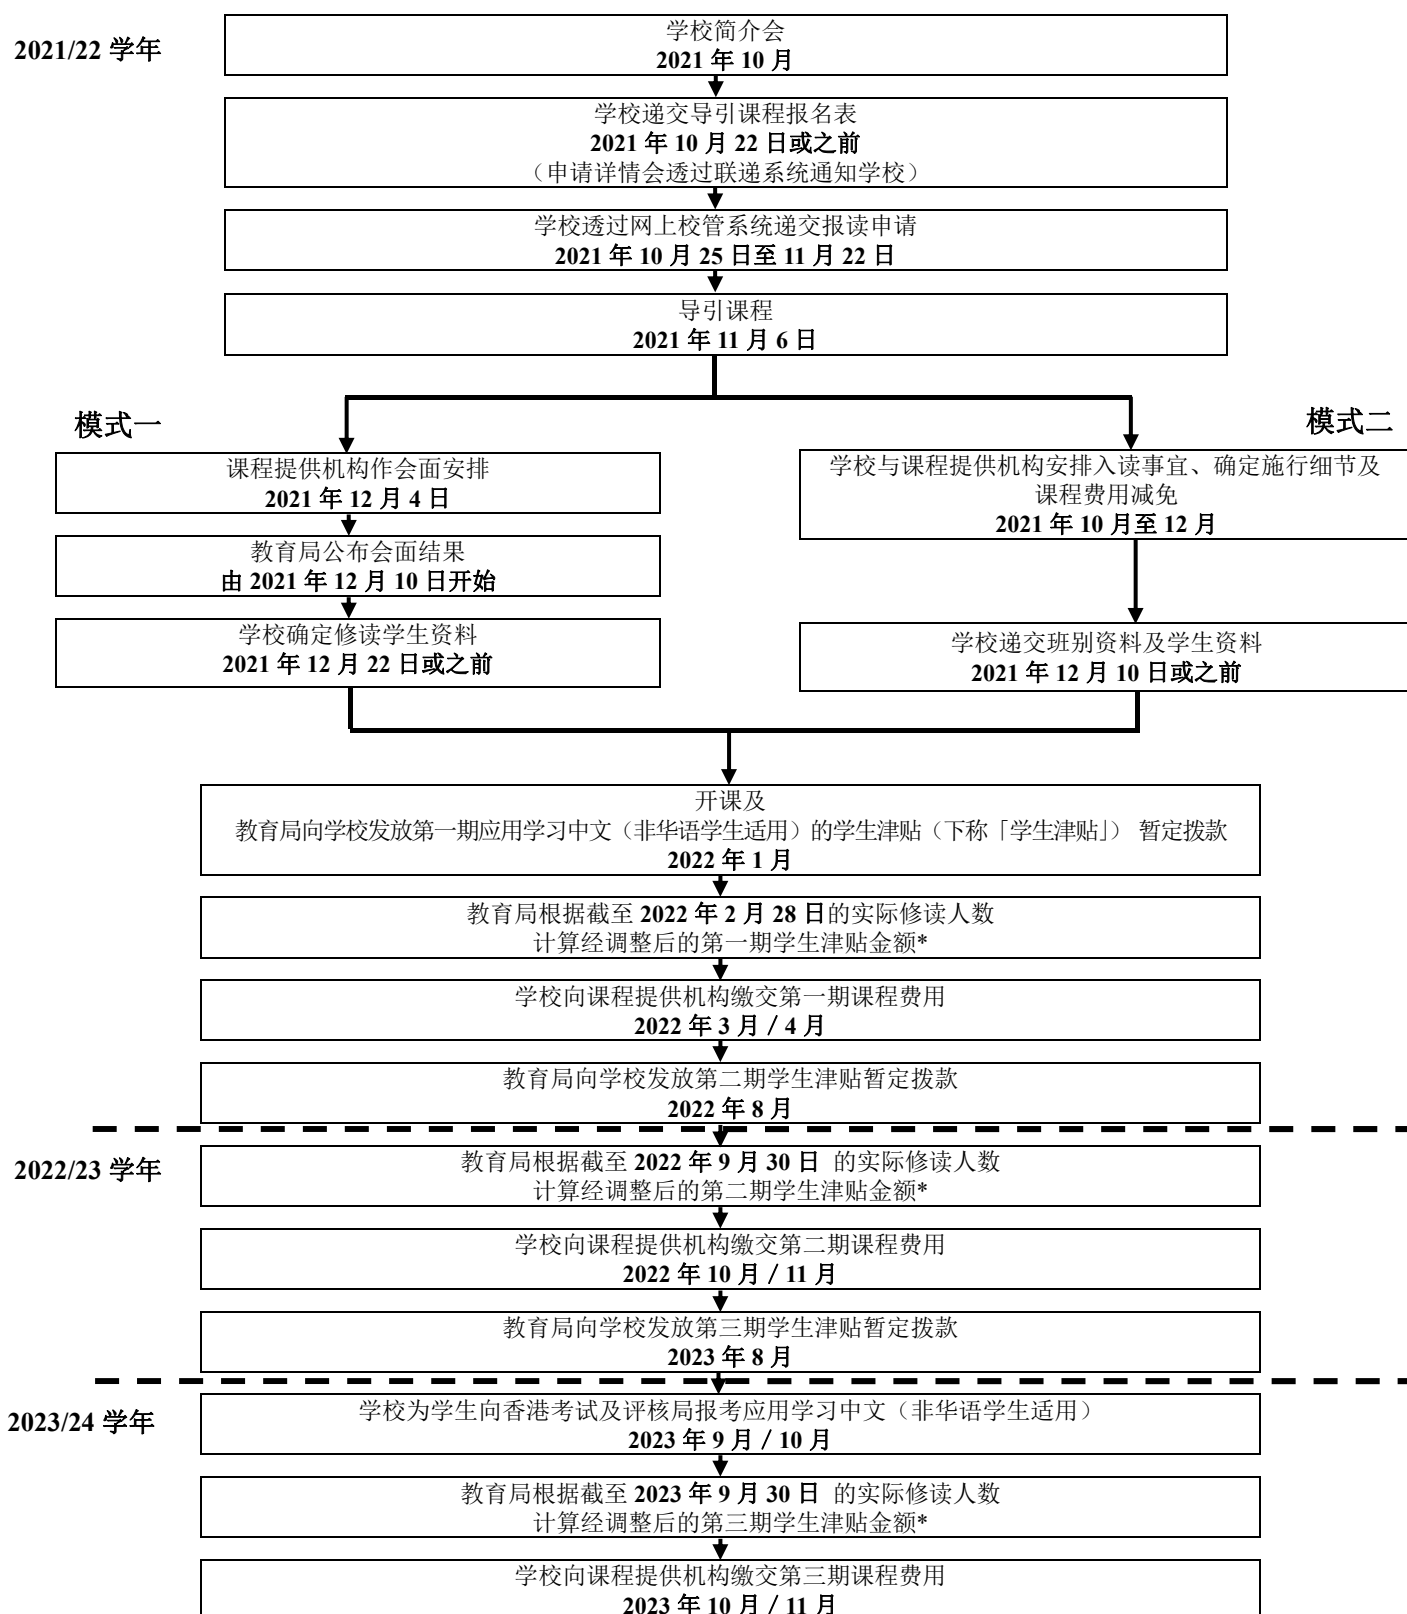 2021/22 学年
学校简介会
2021 年 10 月
学校递交导引课程报名表
2021 年 10 月 22 日或之前
（申请详情会透过联递系统通知学校）
学校透过网上校管系统递交报读申请
2021 年 10 月 25 日至 11 月 22 日
导引课程
2021 年 11 月 6 日
模式一
课程提供机构作会面安排
2021 年 12 月 4 日
教育局公布会面结果
由 2021 年 12 月 10 日开始
学校确定修读学生资料
2021 年 12 月 22 日或之前
模式二
学校与课程提供机构安排入读事宜、确定施行细节及
课程费用减免
2021 年 10 月至 12 月
学校递交班别资料及学生资料
2021 年 12 月 10 日或之前
开课及
教育局向学校发放第一期应用学习中文（非华语学生适用）的学生津贴（下称「学生津贴」） 暂定拨款
2022 年 1 月
教育局根据截至 2022 年 2 月 28 日的实际修读人数
计算经调整后的第一期学生津贴金额*
学校向课程提供机构缴交第一期课程费用
2022 年 3 月 / 4 月
教育局向学校发放第二期学生津贴暂定拨款
2022 年 8 月
2022/23 学年
教育局根据截至 2022 年 9 月 30 日 的实际修读人数
计算经调整后的第二期学生津贴金额*
学校向课程提供机构缴交第二期课程费用
2022 年 10 月 / 11 月
教育局向学校发放第三期学生津贴暂定拨款
2023 年 8 月
2023/24 学年
学校为学生向香港考试及评核局报考应用学习中文（非华语学生适用）
2023 年 9 月 / 10 月
教育局根据截至 2023 年 9 月 30 日 的实际修读人数
计算经调整后的第三期学生津贴金额*
学校向课程提供机构缴交第三期课程费用
2023 年 10 月 / 11 月